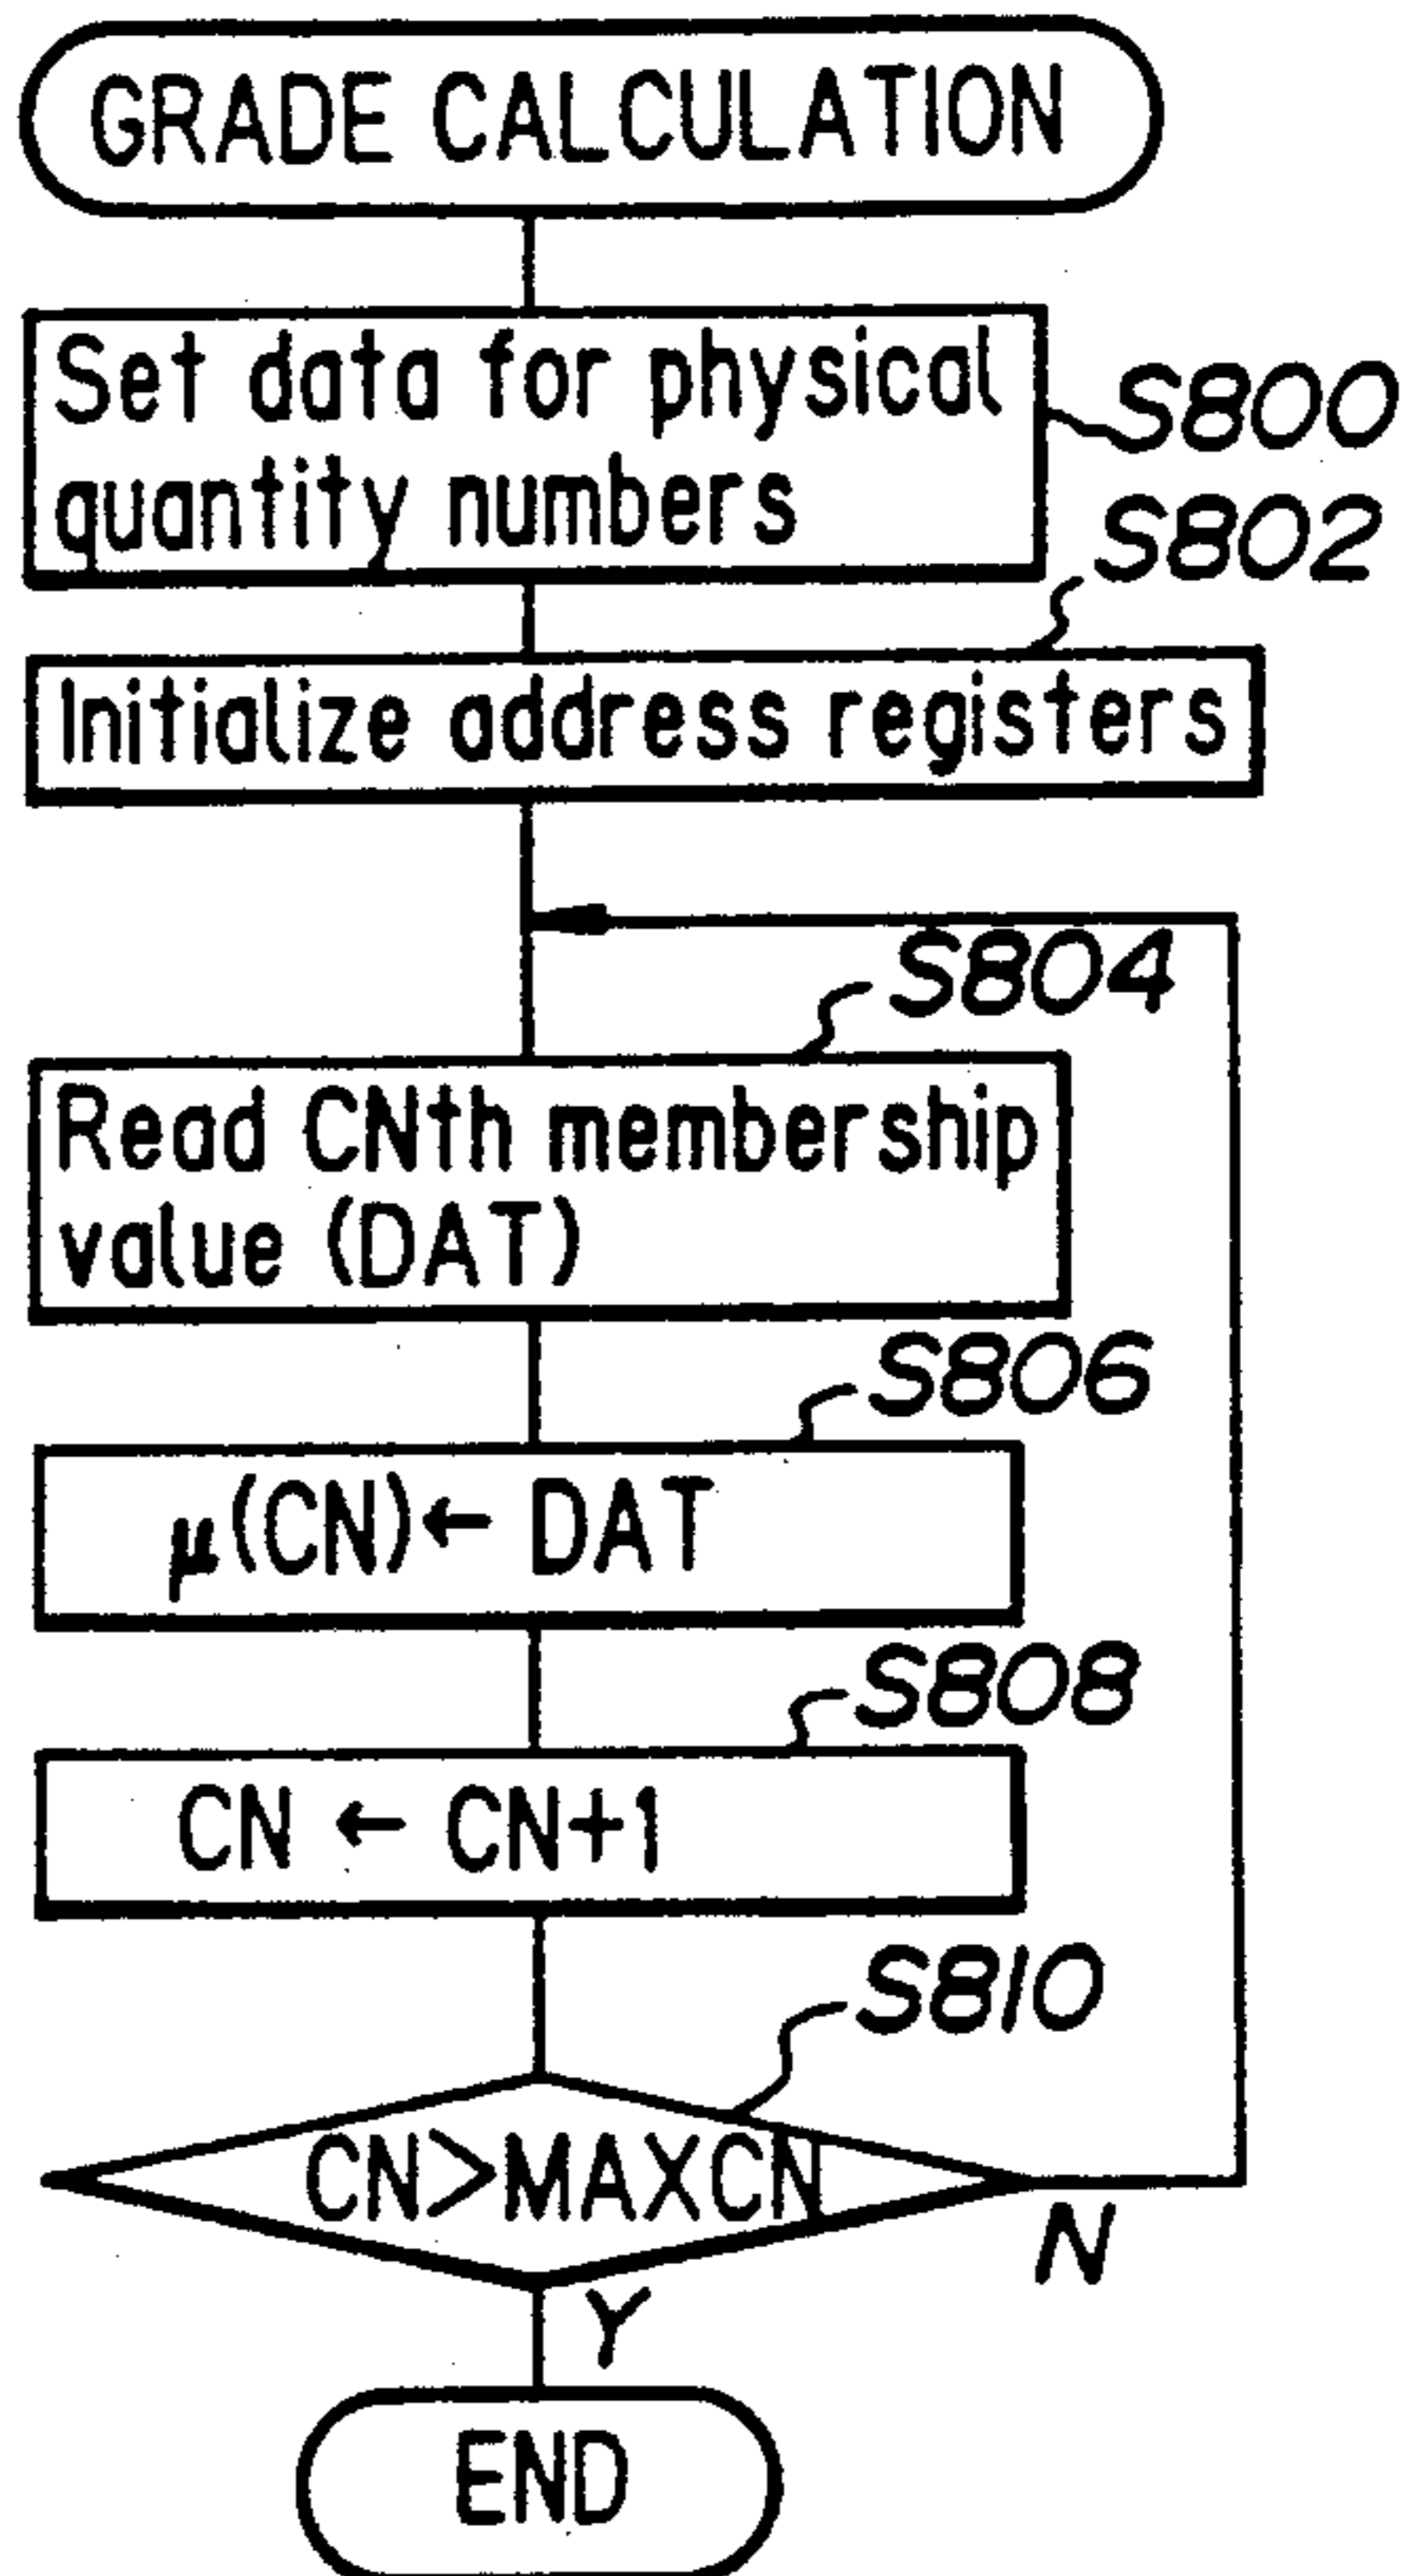 GRADE CALCULATION
Set data for physical
quantity numbers
S800
S802
Initialize address registers
S804
Read CNth membership
value (DAT)
S806
μ(CN)← DAT
S808
CN ← CN+1
S810
CN>MAXCN
N
Y
END